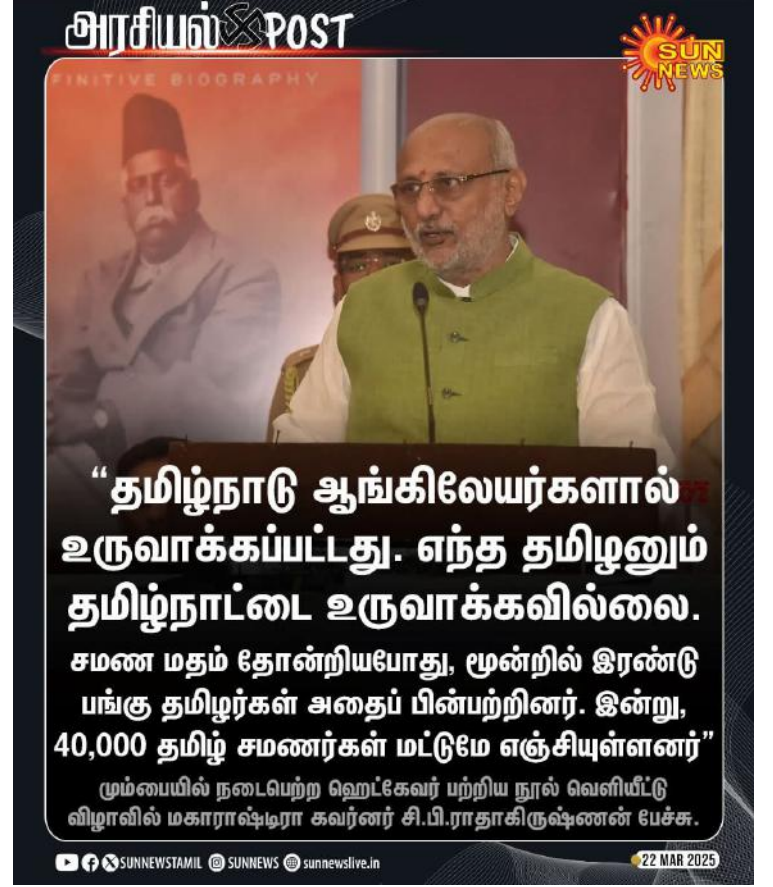 அரசியல் POST
SUN
NEWS
FINITIVE BIOGRAPHY
“தமிழ்நாடு ஆங்கிலேயர்களால்
உருவாக்கப்பட்டது. எந்த தமிழனும்
தமிழ்நாட்டை உருவாக்கவில்லை.
சமண மதம் தோன்றியபோது, மூன்றில் இரண்டு
பங்கு தமிழர்கள் அதைப் பின்பற்றினர். இன்று,
40,000 தமிழ் சமணர்கள் மட்டுமே எஞ்சியுள்ளனர்”
மும்பையில் நடைபெற்ற ஹெட்கேவர் பற்றிய நூல் வெளியீட்டு
விழாவில் மகாராஷ்டிரா கவர்னர் சி.பி.ராதாகிருஷ்ணன் பேச்சு.
SUNNEWSTAMIL SUNNEWS sunnewslive.in
22 MAR 2025